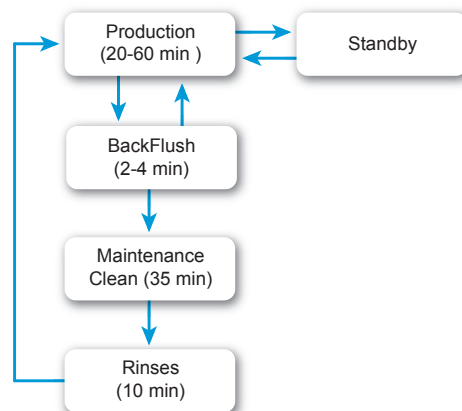 Production
(20-60 min )
Standby
BackFlush
(2-4 min)
Maintenance
Clean (35 min)
Rinses
(10 min)